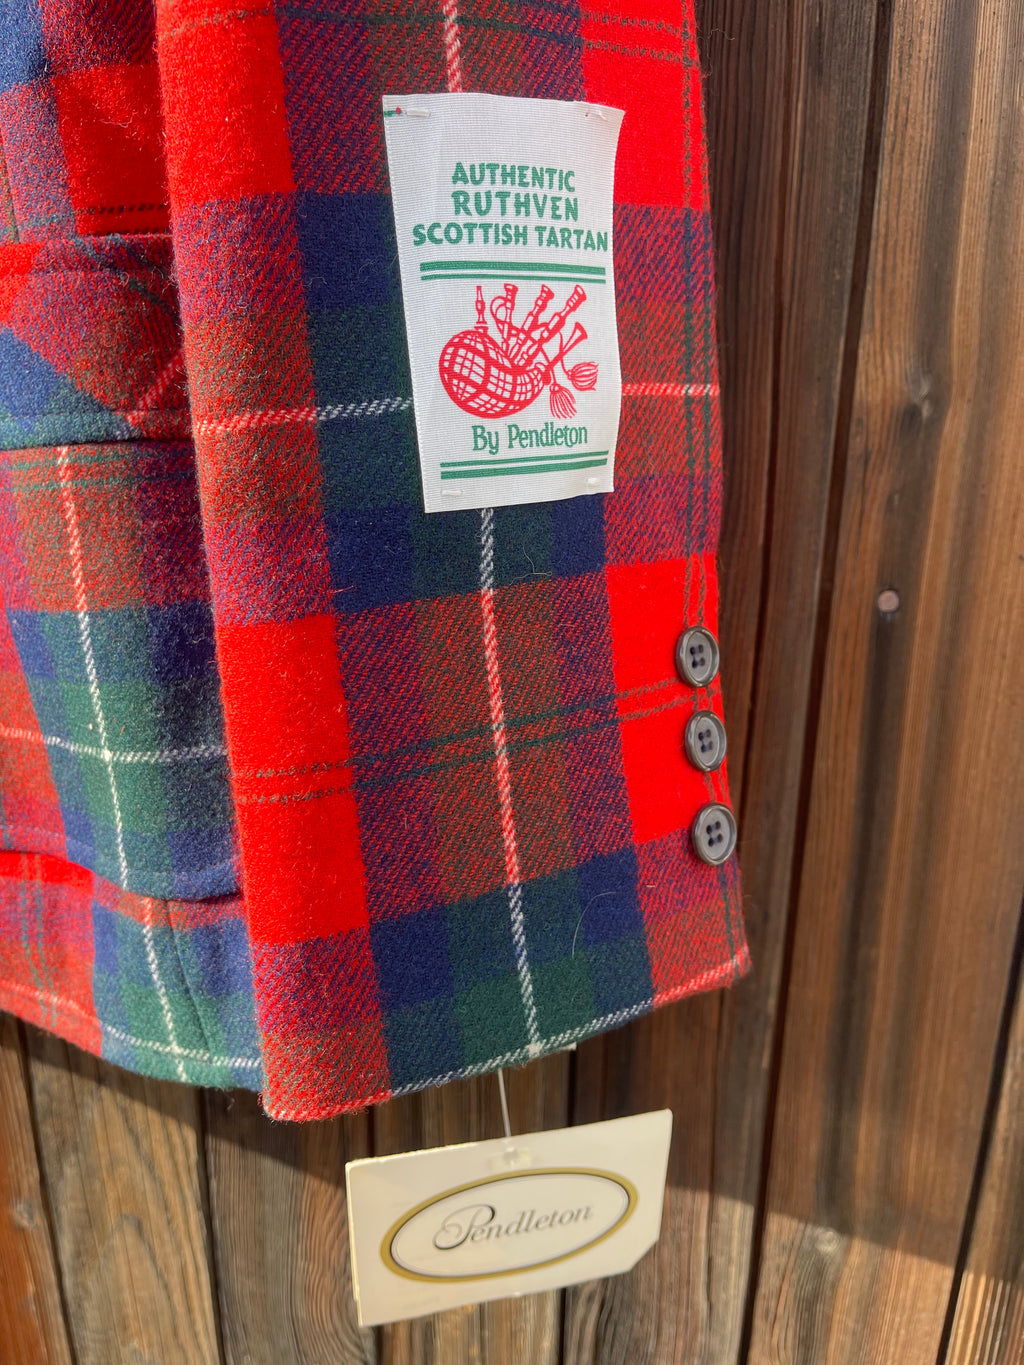 AUTHENTIC
RUTHVEN
SCOTTISH TARTAN
By Pendleton
Pendleton